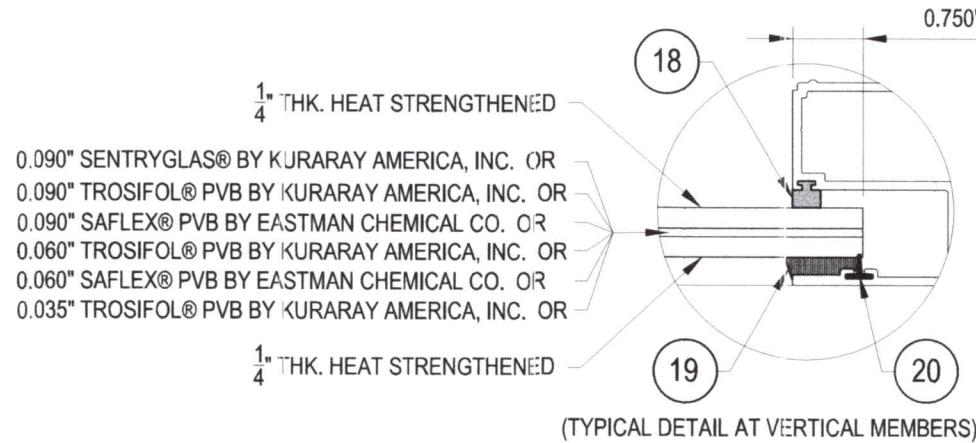 0.750"
18
1/4" THK. HEAT STRENGTHENED
0.090" SENTRYGLAS® BY KURARAY AMERICA, INC. OR
0.090" TROSIFOL® PVB BY KURARAY AMERICA, INC. OR
0.090" SAFLEX® PVB BY EASTMAN CHEMICAL CO. OR
0.060" TROSIFOL® PVB BY KURARAY AMERICA, INC. OR
0.060" SAFLEX® PVB BY EASTMAN CHEMICAL CO. OR
0.035" TROSIFOL® PVB BY KURARAY AMERICA, INC. OR
1/4" THK. HEAT STRENGTHENED
19
20
(TYPICAL DETAIL AT VERTICAL MEMBERS)